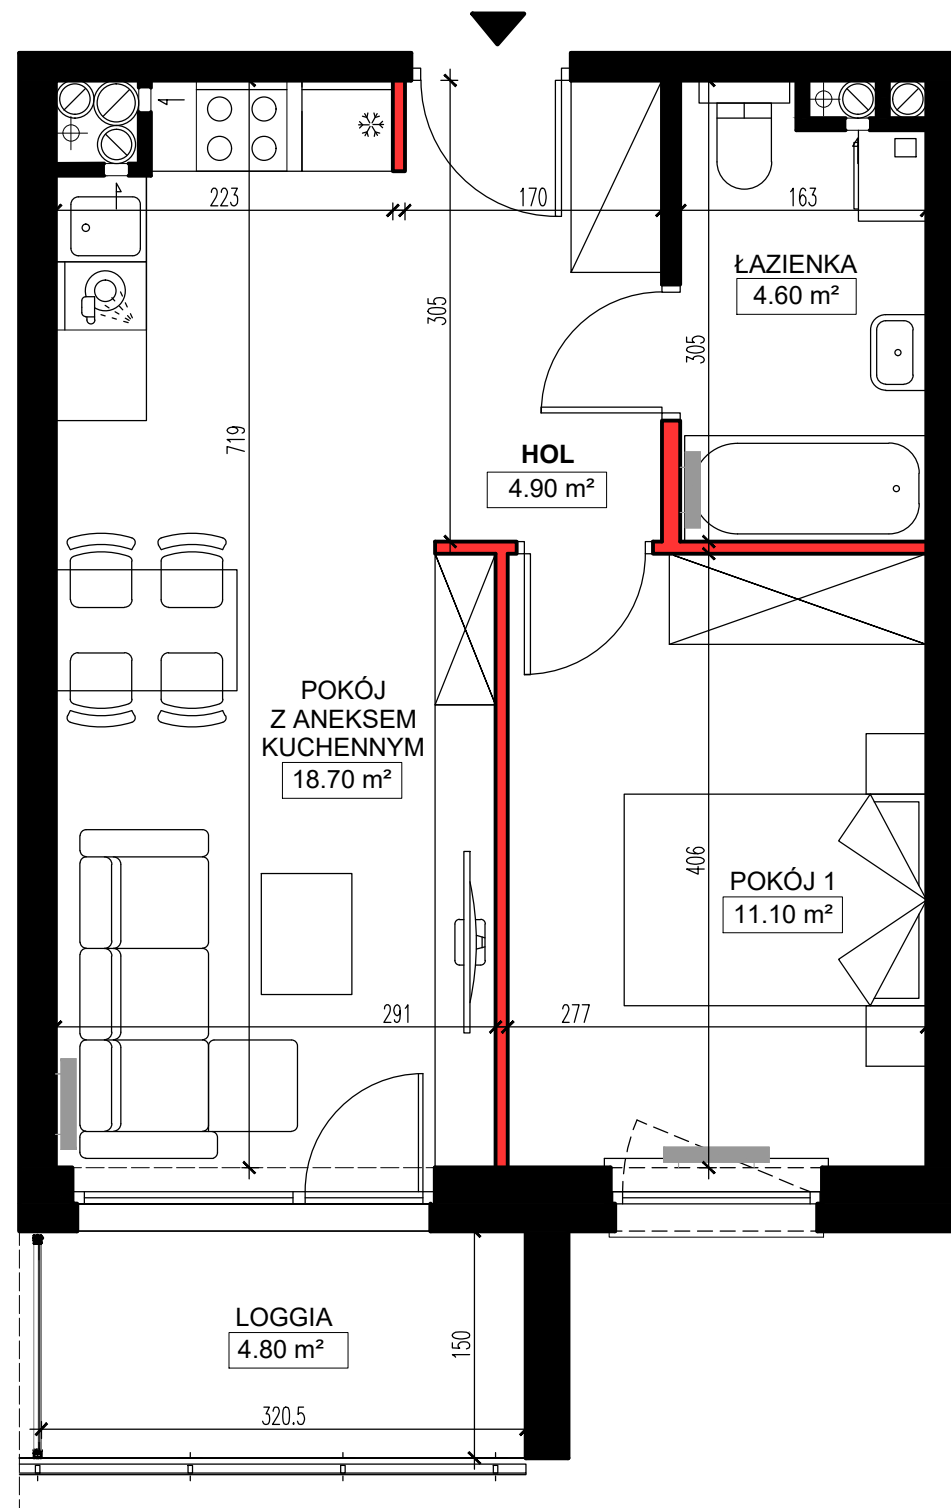 223
170
163
ŁAZIENKA
4.60 m²
305
305
719
HOL
4.90 m²
POKÓJ
Z ANEKSEM
KUCHENNYM
18.70 m²
406
POKÓJ 1
11.10 m²
291
277
LOGGIA
4.80 m²
150
320.5